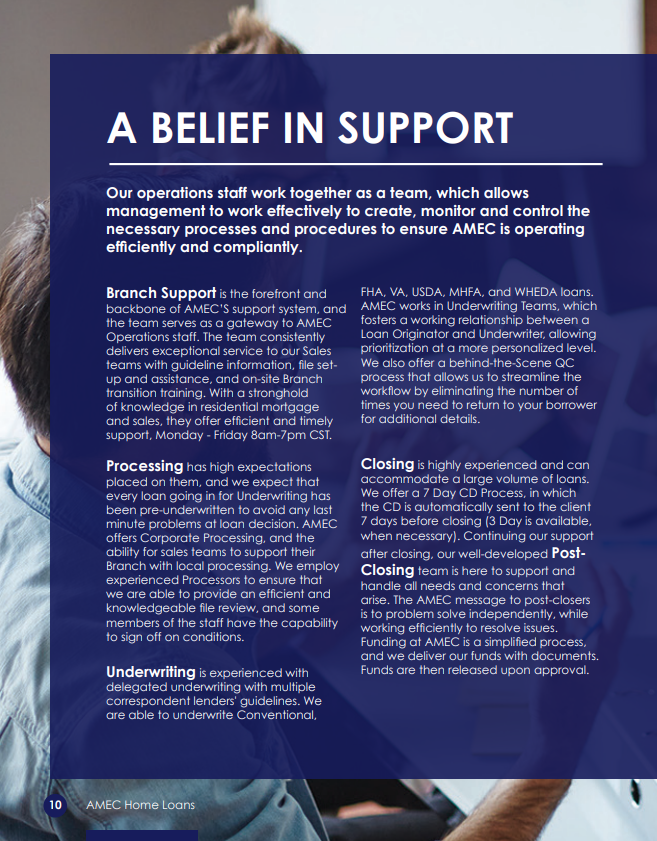 A BELIEF IN SUPPORT
Our operations staff work together as a team, which allows
management to work effectively to create, monitor and control the
necessary processes and procedures to ensure AMEC is operating
efficiently and compliantly.
Branch Support is the forefront and
backbone of AMEC'S support system, and
the team serves as a gateway to AMEC
Operations staff. The team consistently
delivers exceptional service to our Sales
teams with guideline information, file set-
up and assistance, and on-site Branch
transition training. With a stronghold
of knowledge in residential mortgage
and sales, they offer efficient and timely
support, Monday - Friday 8am-7pm CST.
Processing has high expectations
placed on them, and we expect that
every loan going in for Underwriting has
been pre-underwritten to avoid any last
minute problems at loan decision. AMEC
offers Corporate Processing, and the
ability for sales teams to support their
Branch with local processing. We employ
experienced Processors to ensure that
we are able to provide an efficient and
knowledgeable file review, and some
members of the staff have the capability
to sign off on conditions.
Underwriting is experienced with
delegated underwriting with multiple
correspondent lenders' guidelines. We
are able to underwrite Conventional,
FHA, VA, USDA, MHFA, and WHEDA loans.
AMEC works in Underwriting Teams, which
fosters a working relationship between a
Loan Originator and Underwriter, allowing
prioritization at a more personalized level.
We also offer a behind-the-Scene QC
process that allows us to streamline the
workflow by eliminating the number of
times you need to return to your borrower
for additional details.
Closing is highly experienced and can
accommodate a large volume of loans.
We offer a 7 Day CD Process, in which
the CD is automatically sent to the client
7 days before closing (3 Day is available,
when necessary). Continuing our support
after closing, our well-developed Post-
Closing team is here to support and
handle all needs and concerns that
arise. The AMEC message to post-closers
is to problem solve independently, while
working efficiently to resolve issues.
Funding at AMEC is a simplified process,
and we deliver our funds with documents.
Funds are then released upon approval.
10 AMEC Home Loans